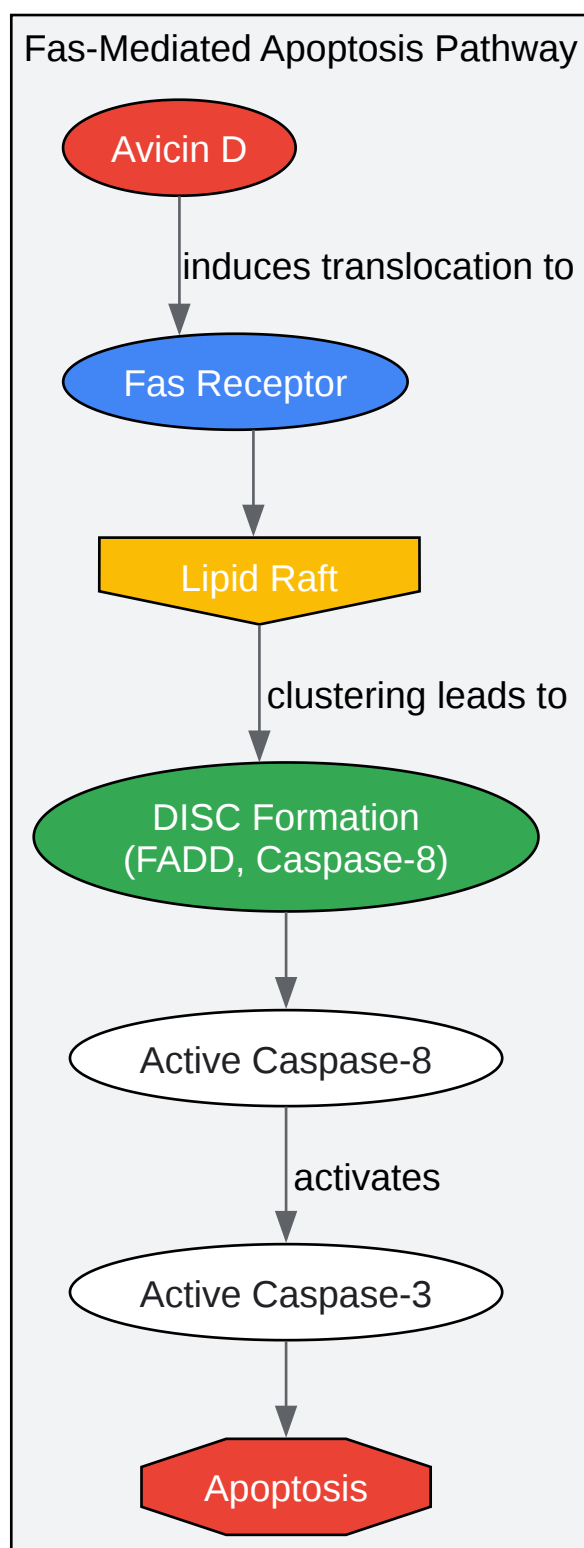 Fas-Mediated Apoptosis Pathway
Avicin D
induces translocation to
Fas Receptor
Lipid Raft
clustering leads to
DISC Formation
(FADD, Caspase-8)
Active Caspase-8
activates
Active Caspase-3
Apoptosis